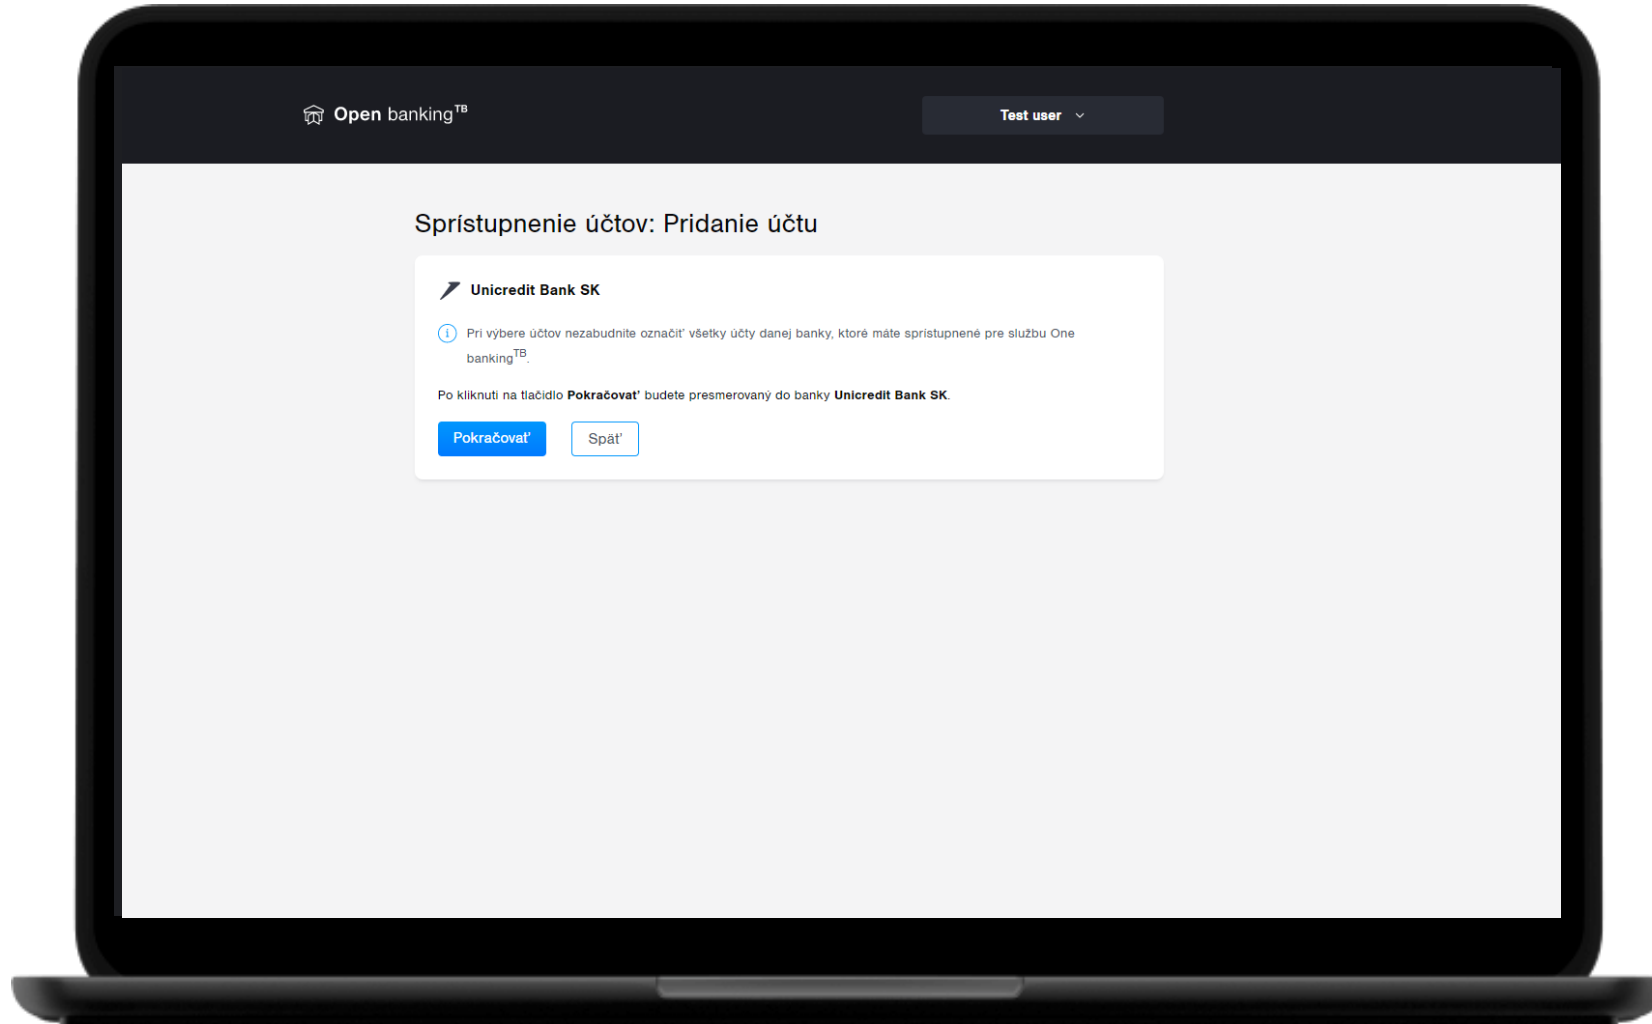 Open banking TB
Test user
Sprístupnenie účtov: Pridanie účtu
Unicredit Bank SK
Pri výbere účtov nezabudnite označiť všetky účty danej banky, ktoré máte sprístupnené pre službu One
banking TB.
Po kliknutí na tlačidlo Pokračovať budete presmerovaný do banky Unicredit Bank SK.
Pokračovať
Späť